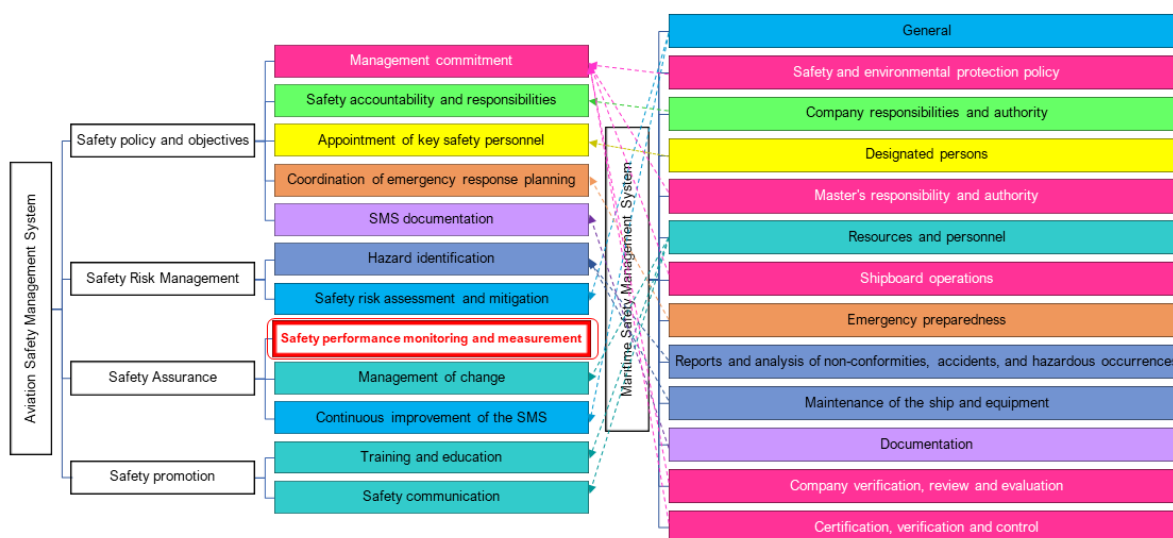 Aviation Safety Management System
Safety policy and objectives
Safety Risk Management
Safety Assurance
Safety promotion
Management commitment
Safety accountability and responsibilities
Appointment of key safety personnel
Coordination of emergency response planning
SMS documentation
Hazard identification
Safety risk assessment and mitigation
Safety performance monitoring and measurement
Management of change
Continuous improvement of the SMS
Training and education
Safety communication
Maritime Safety Management System
General
Safety and environmental protection policy
Company responsibilities and authority
Designated persons
Master's responsibility and authority
Resources and personnel
Shipboard operations
Emergency preparedness
Reports and analysis of non-conformities, accidents, and hazardous occurrences
Maintenance of the ship and equipment
Documentation
Company verification, review and evaluation
Certification, verification and control